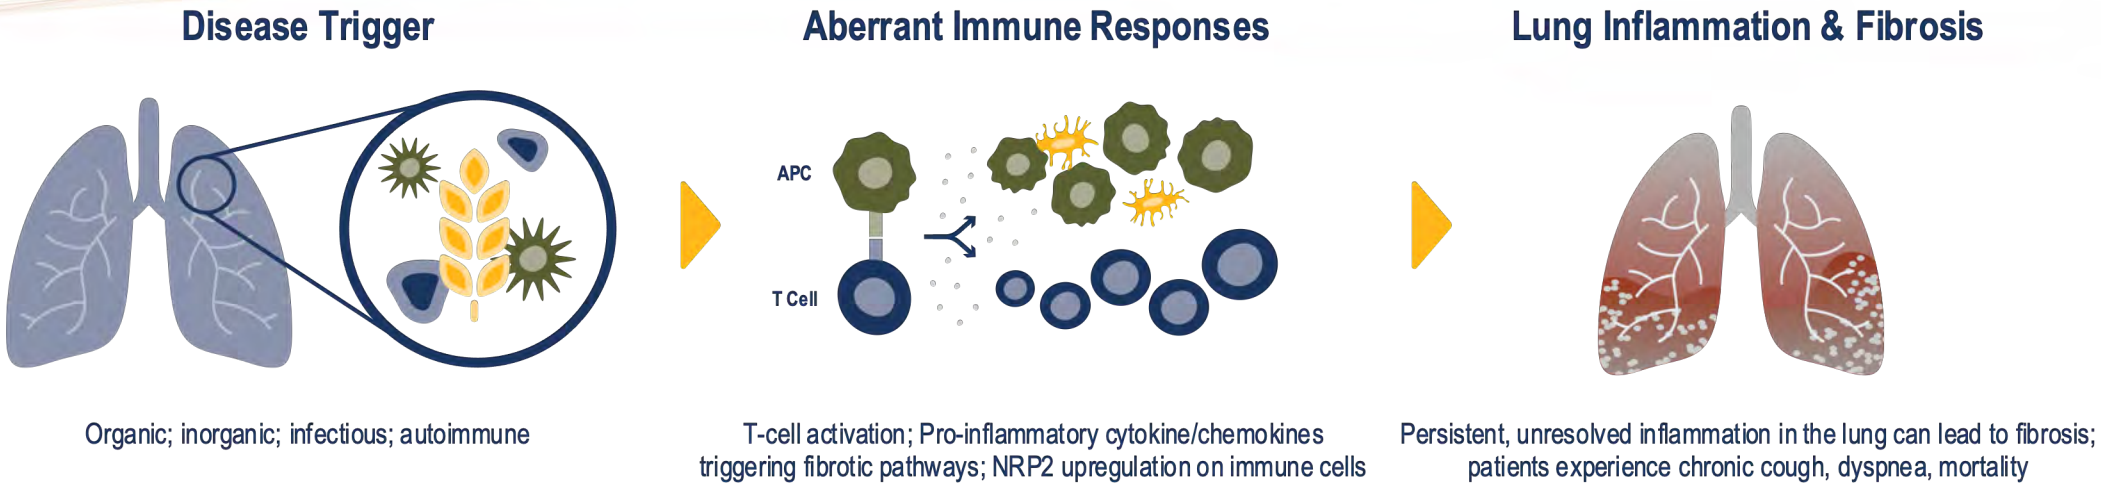 Disease Trigger
Aberrant Immune Responses
Lung Inflammation & Fibrosis
APC
T Cell
Organic; inorganic; infectious; autoimmune
T-cell activation; Pro-inflammatory cytokine/chemokines
triggering fibrotic pathways; NRP2 upregulation on immune cells
Persistent, unresolved inflammation in the lung can lead to fibrosis;
patients experience chronic cough, dyspnea, mortality